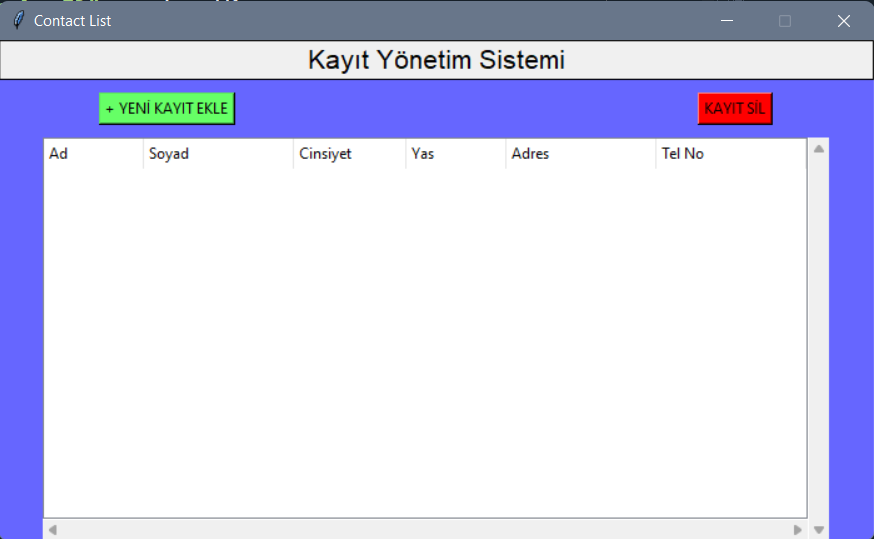 Contact List
Kayıt Yönetim Sistemi
+ YENİ KAYIT EKLE KAYIT SİL
Ad Soyad Cinsiyet Yas Adres Tel No